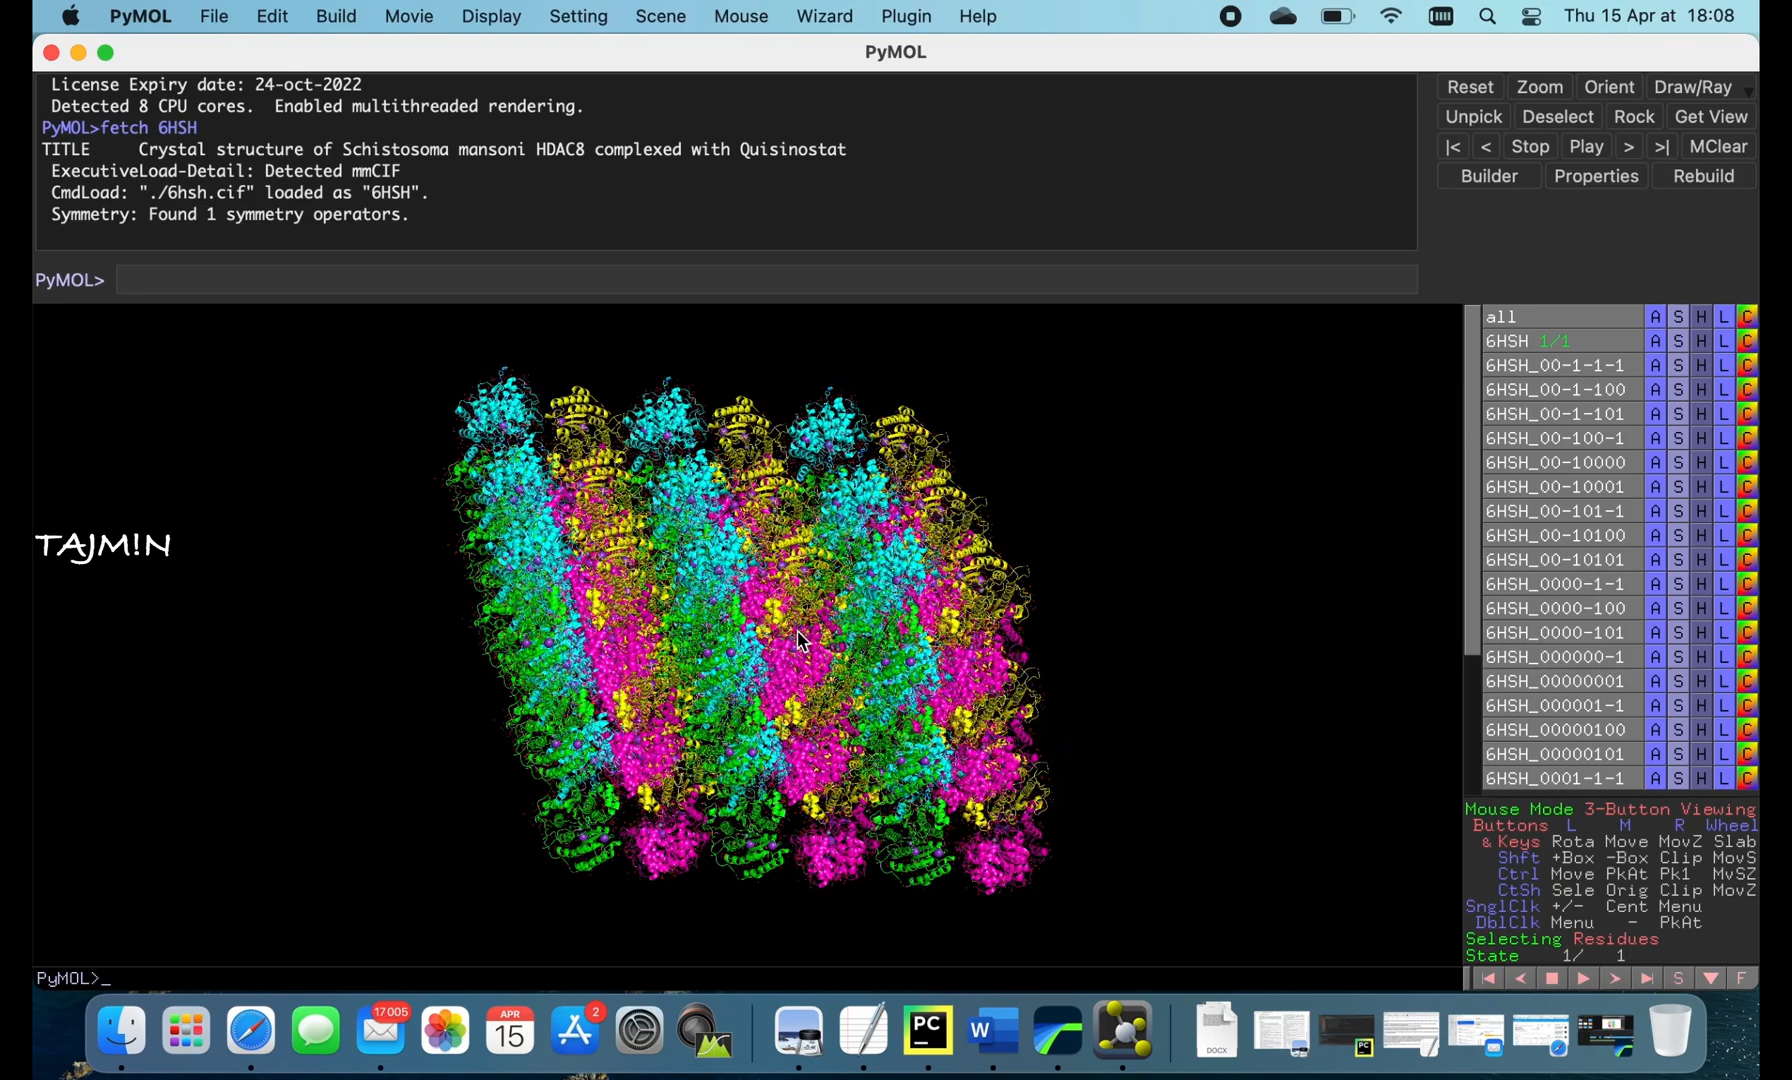 PyMOL File Edit Build Movie Display Setting Scene Mouse Wizard Plugin Help Thu 15 Apr at 18:08
PyMOL
License Expiry date: 24-oct-2022
Detected 8 CPU cores. Enabled multithreaded rendering.
PyMOL>fetch 6HSH
TITLE Crystal structure of Schistosoma mansoni HDAC8 complexed with Quisinostat
ExecutiveLoad-Detail: Detected mmCIF
CmdLoad: "./6hsh.cif" loaded as "6HSH".
Symmetry: Found 1 symmetry operators.
Reset Zoom Orient Draw/Ray
Unpick Deselect Rock Get View
|< < Stop Play > >| MClear
Builder Properties Rebuild
PyMOL>
all A S H L C
6HSH 1/1 A S H L C
6HSH_00-1-1-1 A S H L C
6HSH_00-1-100 A S H L C
6HSH_00-1-101 A S H L C
6HSH_00-100-1 A S H L C
6HSH_00-10000 A S H L C
6HSH_00-10001 A S H L C
6HSH_00-101-1 A S H L C
6HSH_00-10100 A S H L C
6HSH_00-10101 A S H L C
6HSH_0000-1-1 A S H L C
6HSH_0000-100 A S H L C
6HSH_0000-101 A S H L C
6HSH_000000-1 A S H L C
6HSH_00000001 A S H L C
6HSH_000001-1 A S H L C
6HSH_00000100 A S H L C
6HSH_00000101 A S H L C
6HSH_0001-1-1 A S H L C
TAJM!N
Mouse Mode 3-Button Viewing
Buttons L M R Wheel
& Keys Rota Move MovZ Slab
Shft +Box -Box Clip MovS
Ctrl Move PkAt Pk1 MvSZ
CtSh Sele Orig Clip MovZ
SnglClk +/- Cent Menu
DblClk Menu - PkAt
Selecting Residues
State 1/ 1
PyMOL>_
S F
17 005
APR
15
2
PC
W
DOCX